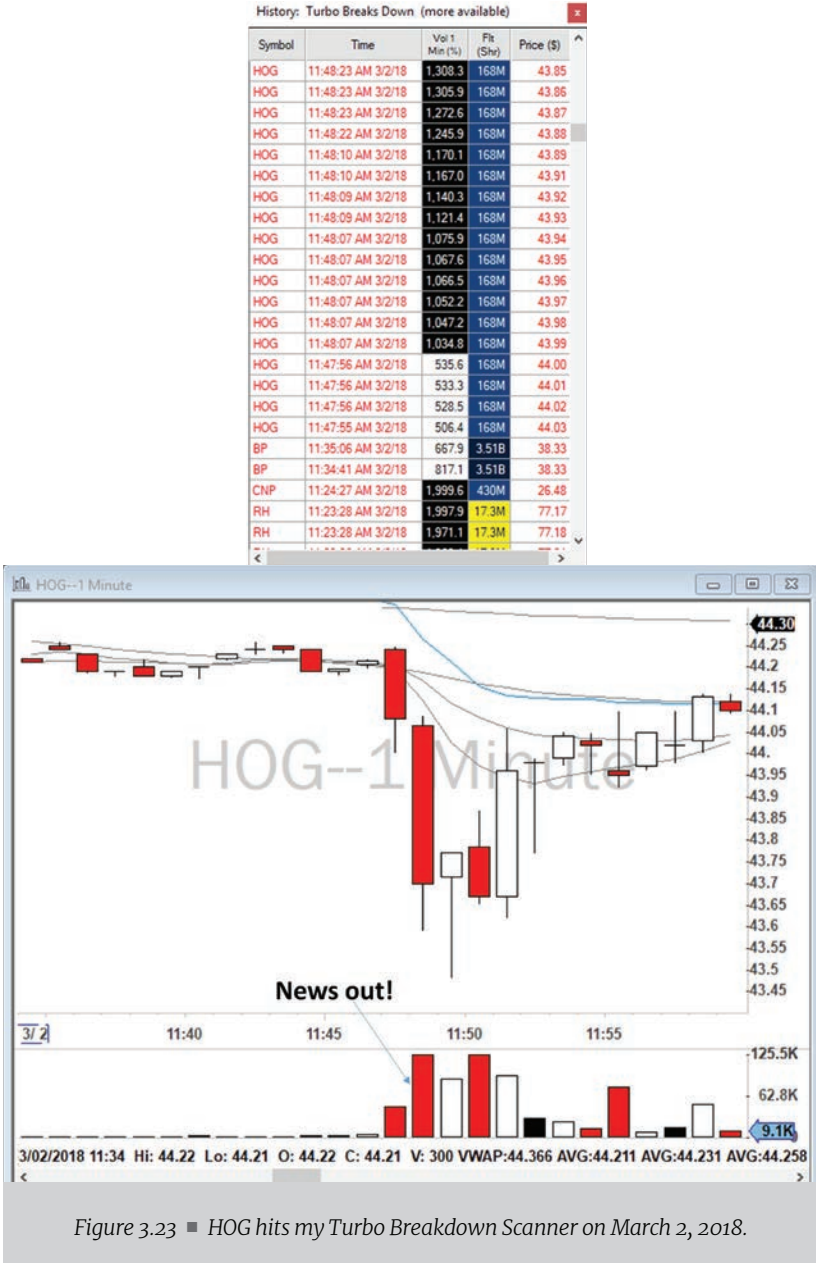 History: Turbo Breaks Down (more available) x
Symbol Time Vol 1 Min (%) Flt (Shr) Price ($)
HOG 11:48:23 AM 3/2/18 1,308.3 168M 43.85
HOG 11:48:23 AM 3/2/18 1,305.9 168M 43.86
HOG 11:48:23 AM 3/2/18 1,272.6 168M 43.87
HOG 11:48:22 AM 3/2/18 1,245.9 168M 43.88
HOG 11:48:10 AM 3/2/18 1,170.1 168M 43.89
HOG 11:48:10 AM 3/2/18 1,167.0 168M 43.91
HOG 11:48:09 AM 3/2/18 1,140.3 168M 43.92
HOG 11:48:09 AM 3/2/18 1,121.4 168M 43.93
HOG 11:48:07 AM 3/2/18 1,075.9 168M 43.94
HOG 11:48:07 AM 3/2/18 1,067.6 168M 43.95
HOG 11:48:07 AM 3/2/18 1,066.5 168M 43.96
HOG 11:48:07 AM 3/2/18 1,052.2 168M 43.97
HOG 11:48:07 AM 3/2/18 1,047.2 168M 43.98
HOG 11:48:07 AM 3/2/18 1,034.8 168M 43.99
HOG 11:47:56 AM 3/2/18 535.6 168M 44.00
HOG 11:47:56 AM 3/2/18 533.3 168M 44.01
HOG 11:47:56 AM 3/2/18 528.5 168M 44.02
HOG 11:47:55 AM 3/2/18 506.4 168M 44.03
BP 11:35:06 AM 3/2/18 667.9 3.51B 38.33
BP 11:34:41 AM 3/2/18 817.1 3.51B 38.33
CNP 11:24:27 AM 3/2/18 1,999.6 430M 26.48
RH 11:23:28 AM 3/2/18 1,997.9 17.3M 77.17
RH 11:23:28 AM 3/2/18 1,971.1 17.3M 77.18
HOG--1 Minute
HOG--1 Minute
44.30
44.25
44.2
44.15
44.1
44.05
44.
43.95
43.9
43.85
43.8
43.75
43.7
43.65
43.6
43.55
43.5
43.45
News out!
3/ 2 11:40 11:45 11:50 11:55
125.5K
62.8K
9.1K
3/02/2018 11:34 Hi: 44.22 Lo: 44.21 O: 44.22 C: 44.21 V: 300 VWAP:44.366 AVG:44.211 AVG:44.231 AVG:44.258
Figure 3.23 ■ HOG hits my Turbo Breakdown Scanner on March 2, 2018.